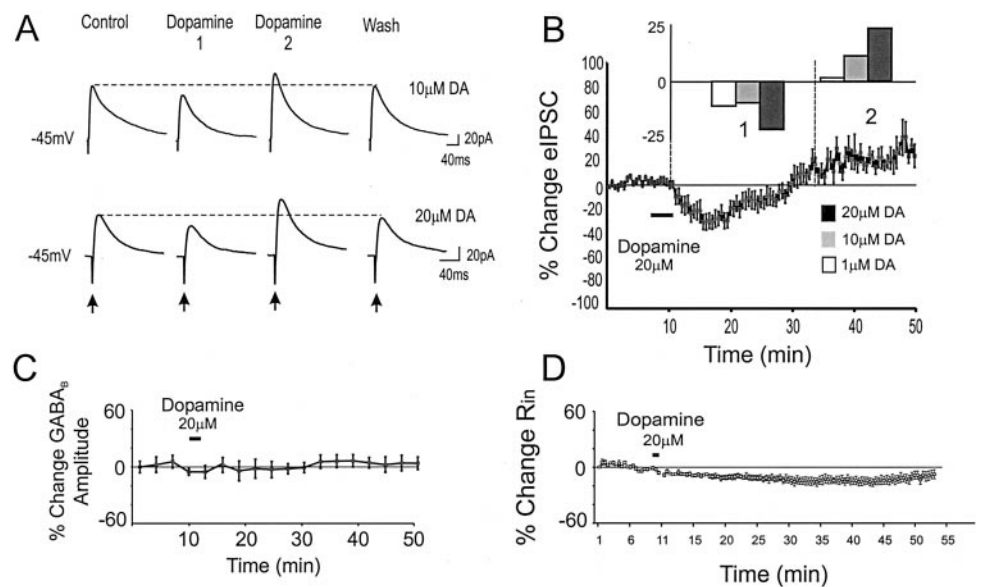 A
Control
Dopamine
1
Dopamine
2
Wash
10μM DA
-45mV
20pA
40ms
20μM DA
-45mV
20pA
40ms
B
% Change eIPSC
100
80
60
40
20
0
-20
-40
-60
-80
-100
25
0
-25
1
2
Dopamine
20μM
20μM DA
10μM DA
1μM DA
10 20 30 40 50
Time (min)
C
% Change GABAB
Amplitude
60
0
-60
Dopamine
20μM
0 10 20 30 40 50
Time (min)
D
% Change Rin
60
0
-60
Dopamine
20μM
1 6 11 15 20 25 30 35 40 45 50 55
Time (min)